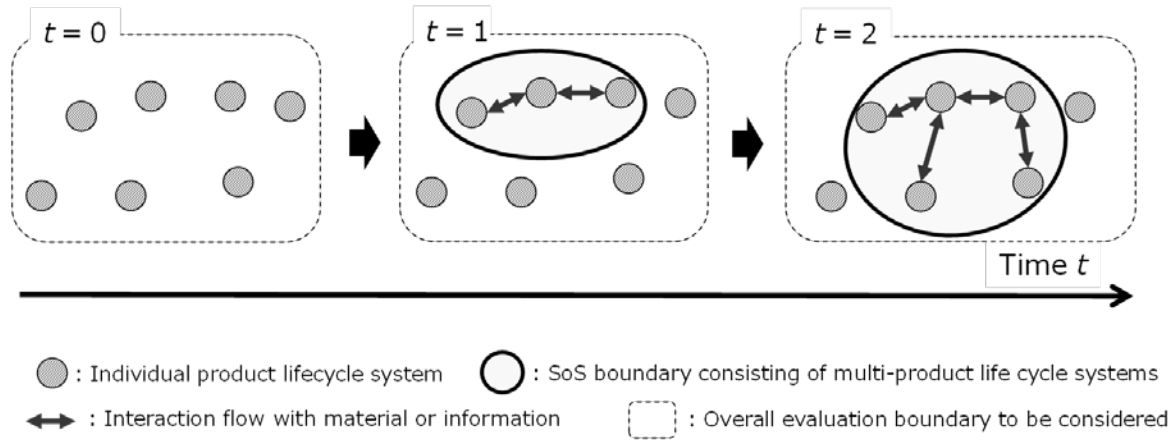 t = 0
t = 1
t = 2
Time t
: Individual product lifecycle system
: SoS boundary consisting of multi-product life cycle systems
: Interaction flow with material or information
: Overall evaluation boundary to be considered